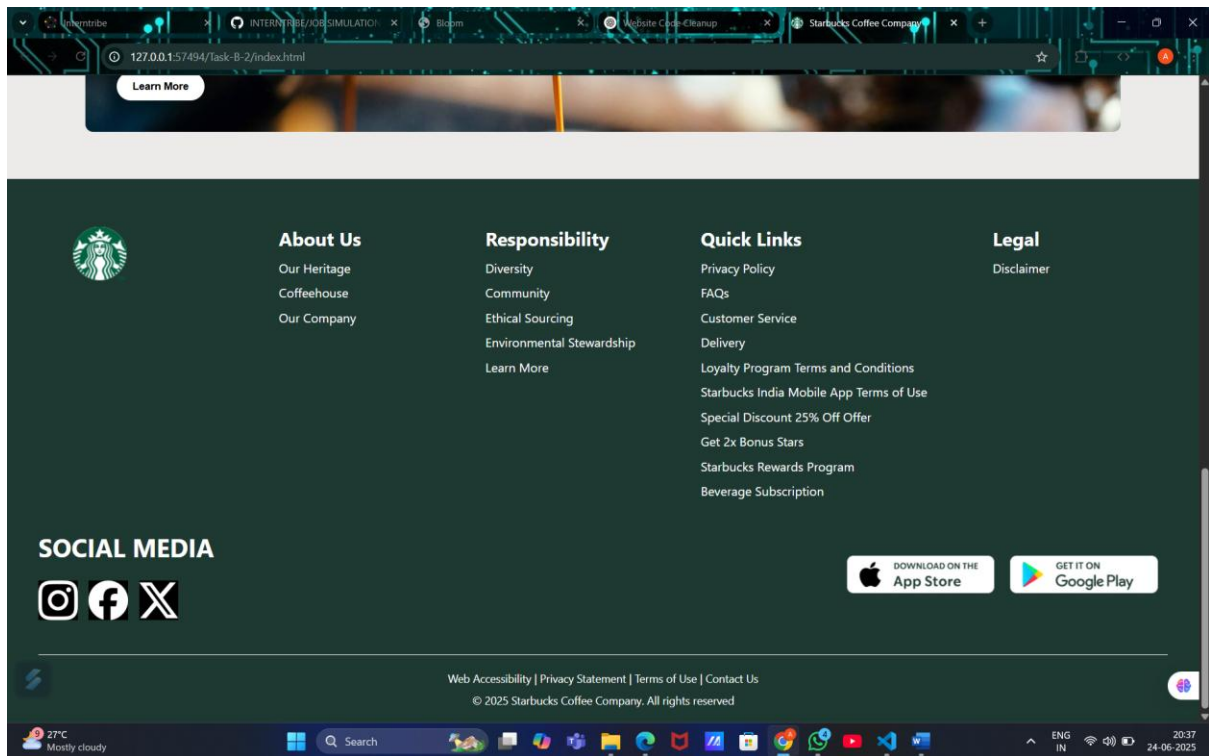 Interntribe
INTERNTRIBE/JOB SIMULATION
Bloom
Website Code Cleanup
Starbucks Coffee Company
127.0.0.1:57494/Task-B-2/index.html
A
Learn More
About Us
Our Heritage
Coffeehouse
Our Company
Responsibility
Diversity
Community
Ethical Sourcing
Environmental Stewardship
Learn More
Quick Links
Privacy Policy
FAQs
Customer Service
Delivery
Loyalty Program Terms and Conditions
Starbucks India Mobile App Terms of Use
Special Discount 25% Off Offer
Get 2x Bonus Stars
Starbucks Rewards Program
Beverage Subscription
Legal
Disclaimer
SOCIAL MEDIA
DOWNLOAD ON THE
App Store
GET IT ON
Google Play
Web Accessibility | Privacy Statement | Terms of Use | Contact Us
© 2025 Starbucks Coffee Company. All rights reserved
9
27°C
Mostly cloudy
Search
ENG
IN
20:37
24-06-2025